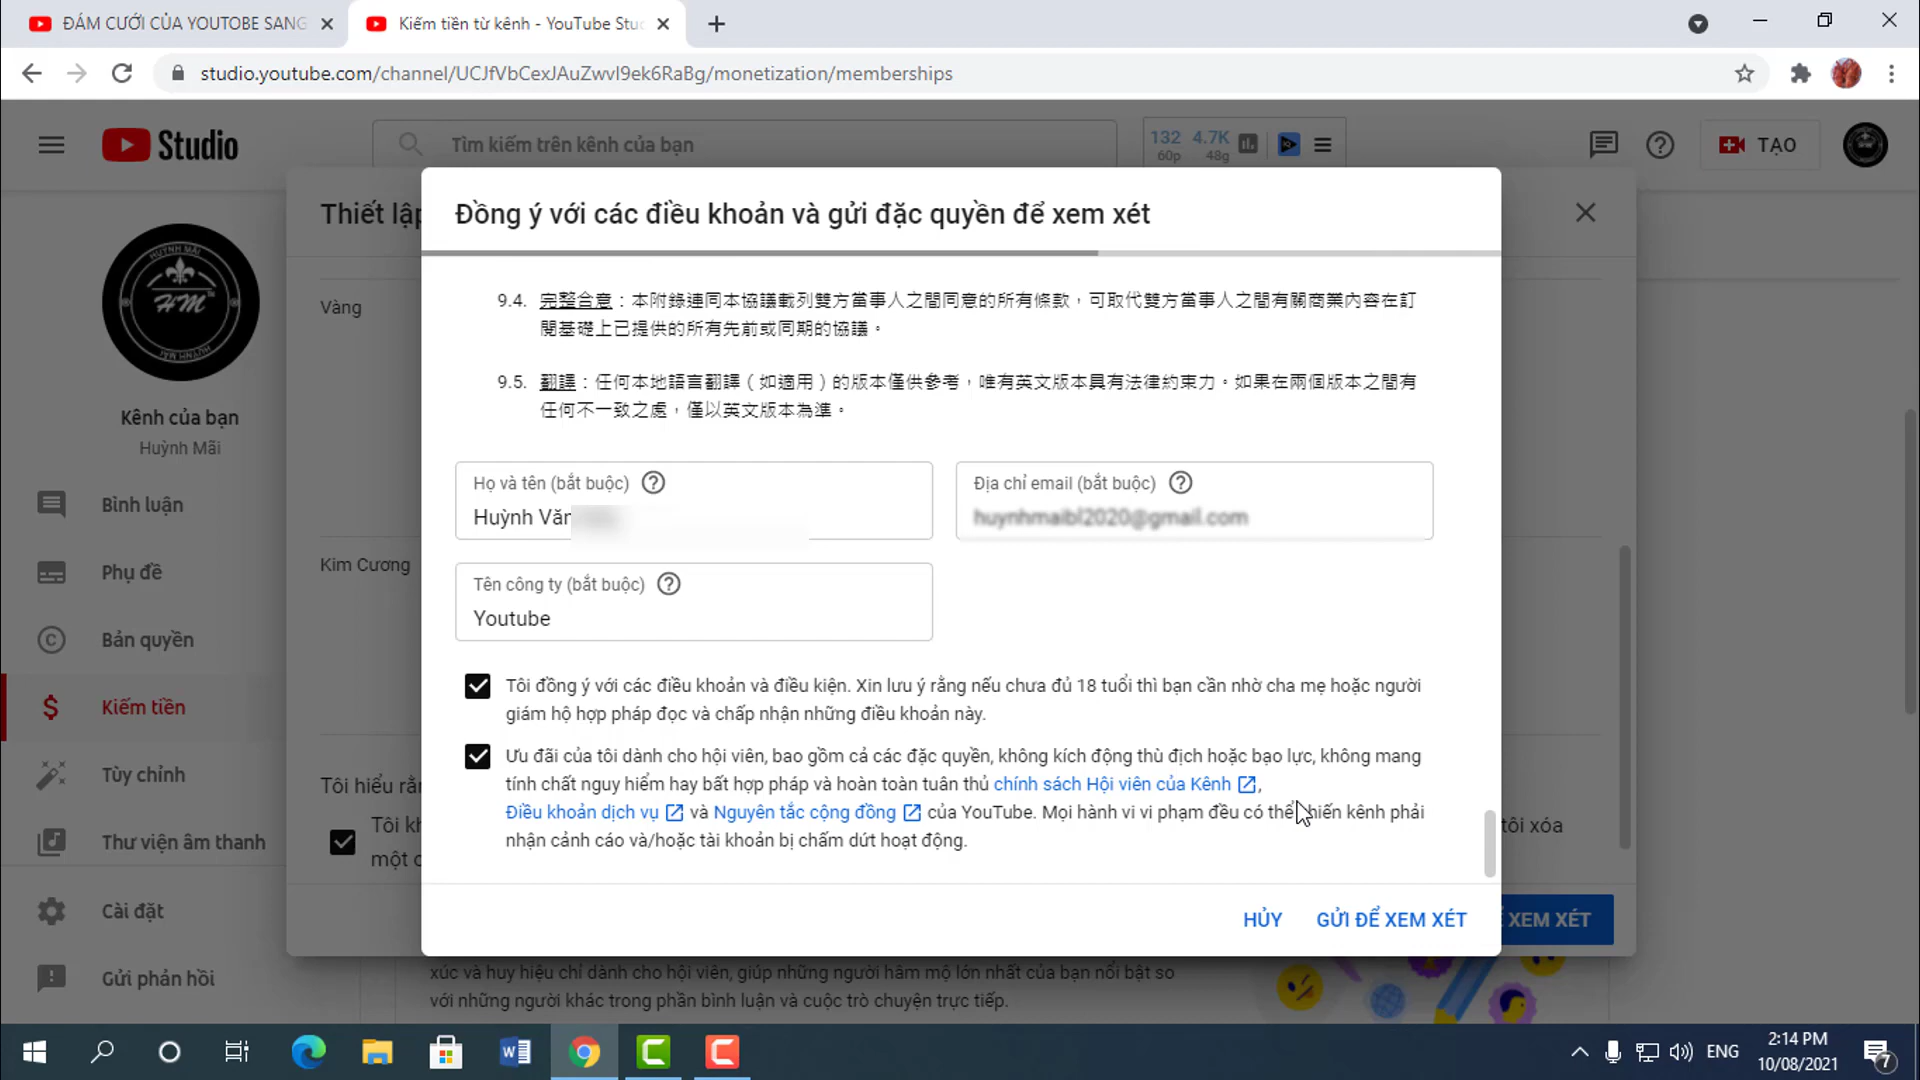 ĐÁM CƯỚI CỦA YOUTOBE SANG
Kiếm tiền từ kênh - YouTube Stu
studio.youtube.com/channel/UCJfVbCexJAuZwvI9ek6RaBg/monetization/memberships
Studio
Tìm kiếm trên kênh của bạn
132 4.7K
60p 48g
TẠO
Thiết lập
Đồng ý với các điều khoản và gửi đặc quyền để xem xét
HUỲNH MÃI
HM
HUỲNH MÃI
Kênh của bạn
Huỳnh Mãi
Bình luận
Phụ đề
Bản quyền
Kiếm tiền
Tùy chỉnh
Thư viện âm thanh
Cài đặt
Gửi phản hồi
Vàng
Kim Cương
Tôi hiểu rằ
Tôi kh
một c
9.4. 完整合意：本附錄連同本協議載列雙方當事人之間同意的所有條款，可取代雙方當事人之間有關商業內容在訂
閱基礎上已提供的所有先前或同期的協議。
9.5. 翻譯：任何本地語言翻譯（如適用）的版本僅供參考，唯有英文版本具有法律約束力。如果在兩個版本之間有
任何不一致之處，僅以英文版本為準。
Họ và tên (bắt buộc)
Huỳnh Văn
Địa chỉ email (bắt buộc)
huynhmaibl2020@gmail.com
Tên công ty (bắt buộc)
Youtube
Tôi đồng ý với các điều khoản và điều kiện. Xin lưu ý rằng nếu chưa đủ 18 tuổi thì bạn cần nhờ cha mẹ hoặc người
giám hộ hợp pháp đọc và chấp nhận những điều khoản này.
Ưu đãi của tôi dành cho hội viên, bao gồm cả các đặc quyền, không kích động thù địch hoặc bạo lực, không mang
tính chất nguy hiểm hay bất hợp pháp và hoàn toàn tuân thủ chính sách Hội viên của Kênh ,
Điều khoản dịch vụ và Nguyên tắc cộng đồng của YouTube. Mọi hành vi vi phạm đều có thể khiến kênh phải
nhận cảnh cáo và/hoặc tài khoản bị chấm dứt hoạt động.
tôi xóa
HỦY GỬI ĐỂ XEM XÉT
XEM XÉT
xúc và huy hiệu chỉ dành cho hội viên, giúp những người hâm mộ lớn nhất của bạn nổi bật so
với những người khác trong phần bình luận và cuộc trò chuyện trực tiếp.
ENG
2:14 PM
10/08/2021
7